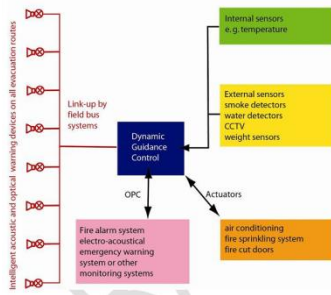 Intelligent acoustic and optical warning devices on all evacuation routes
Link-up by
field bus
systems
Internal sensors
e.g. temperature
External sensors
smoke detectors
water detectors
CCTV
weight sensors
Dynamic
Guidance
Control
OPC
Actuators
Fire alarm system
electro-acoustical
emergency warning
system or other
monitoring systems
air conditioning
fire sprinkling system
fire cut doors